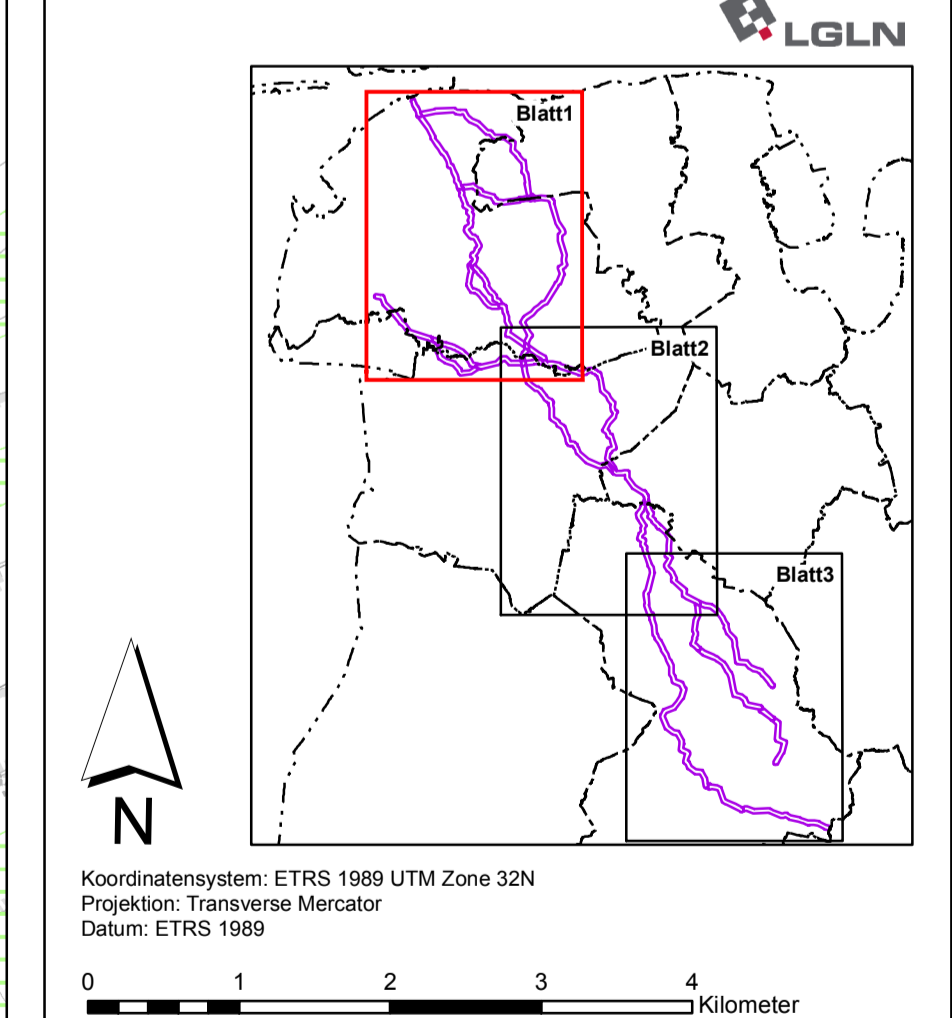 LGLN
Blatt1
Blatt2
Blatt3
N
Koordinatensystem: ETRS 1989 UTM Zone 32N
Projektion: Transverse Mercator
Datum: ETRS 1989
0 1 2 3 4
Kilometer